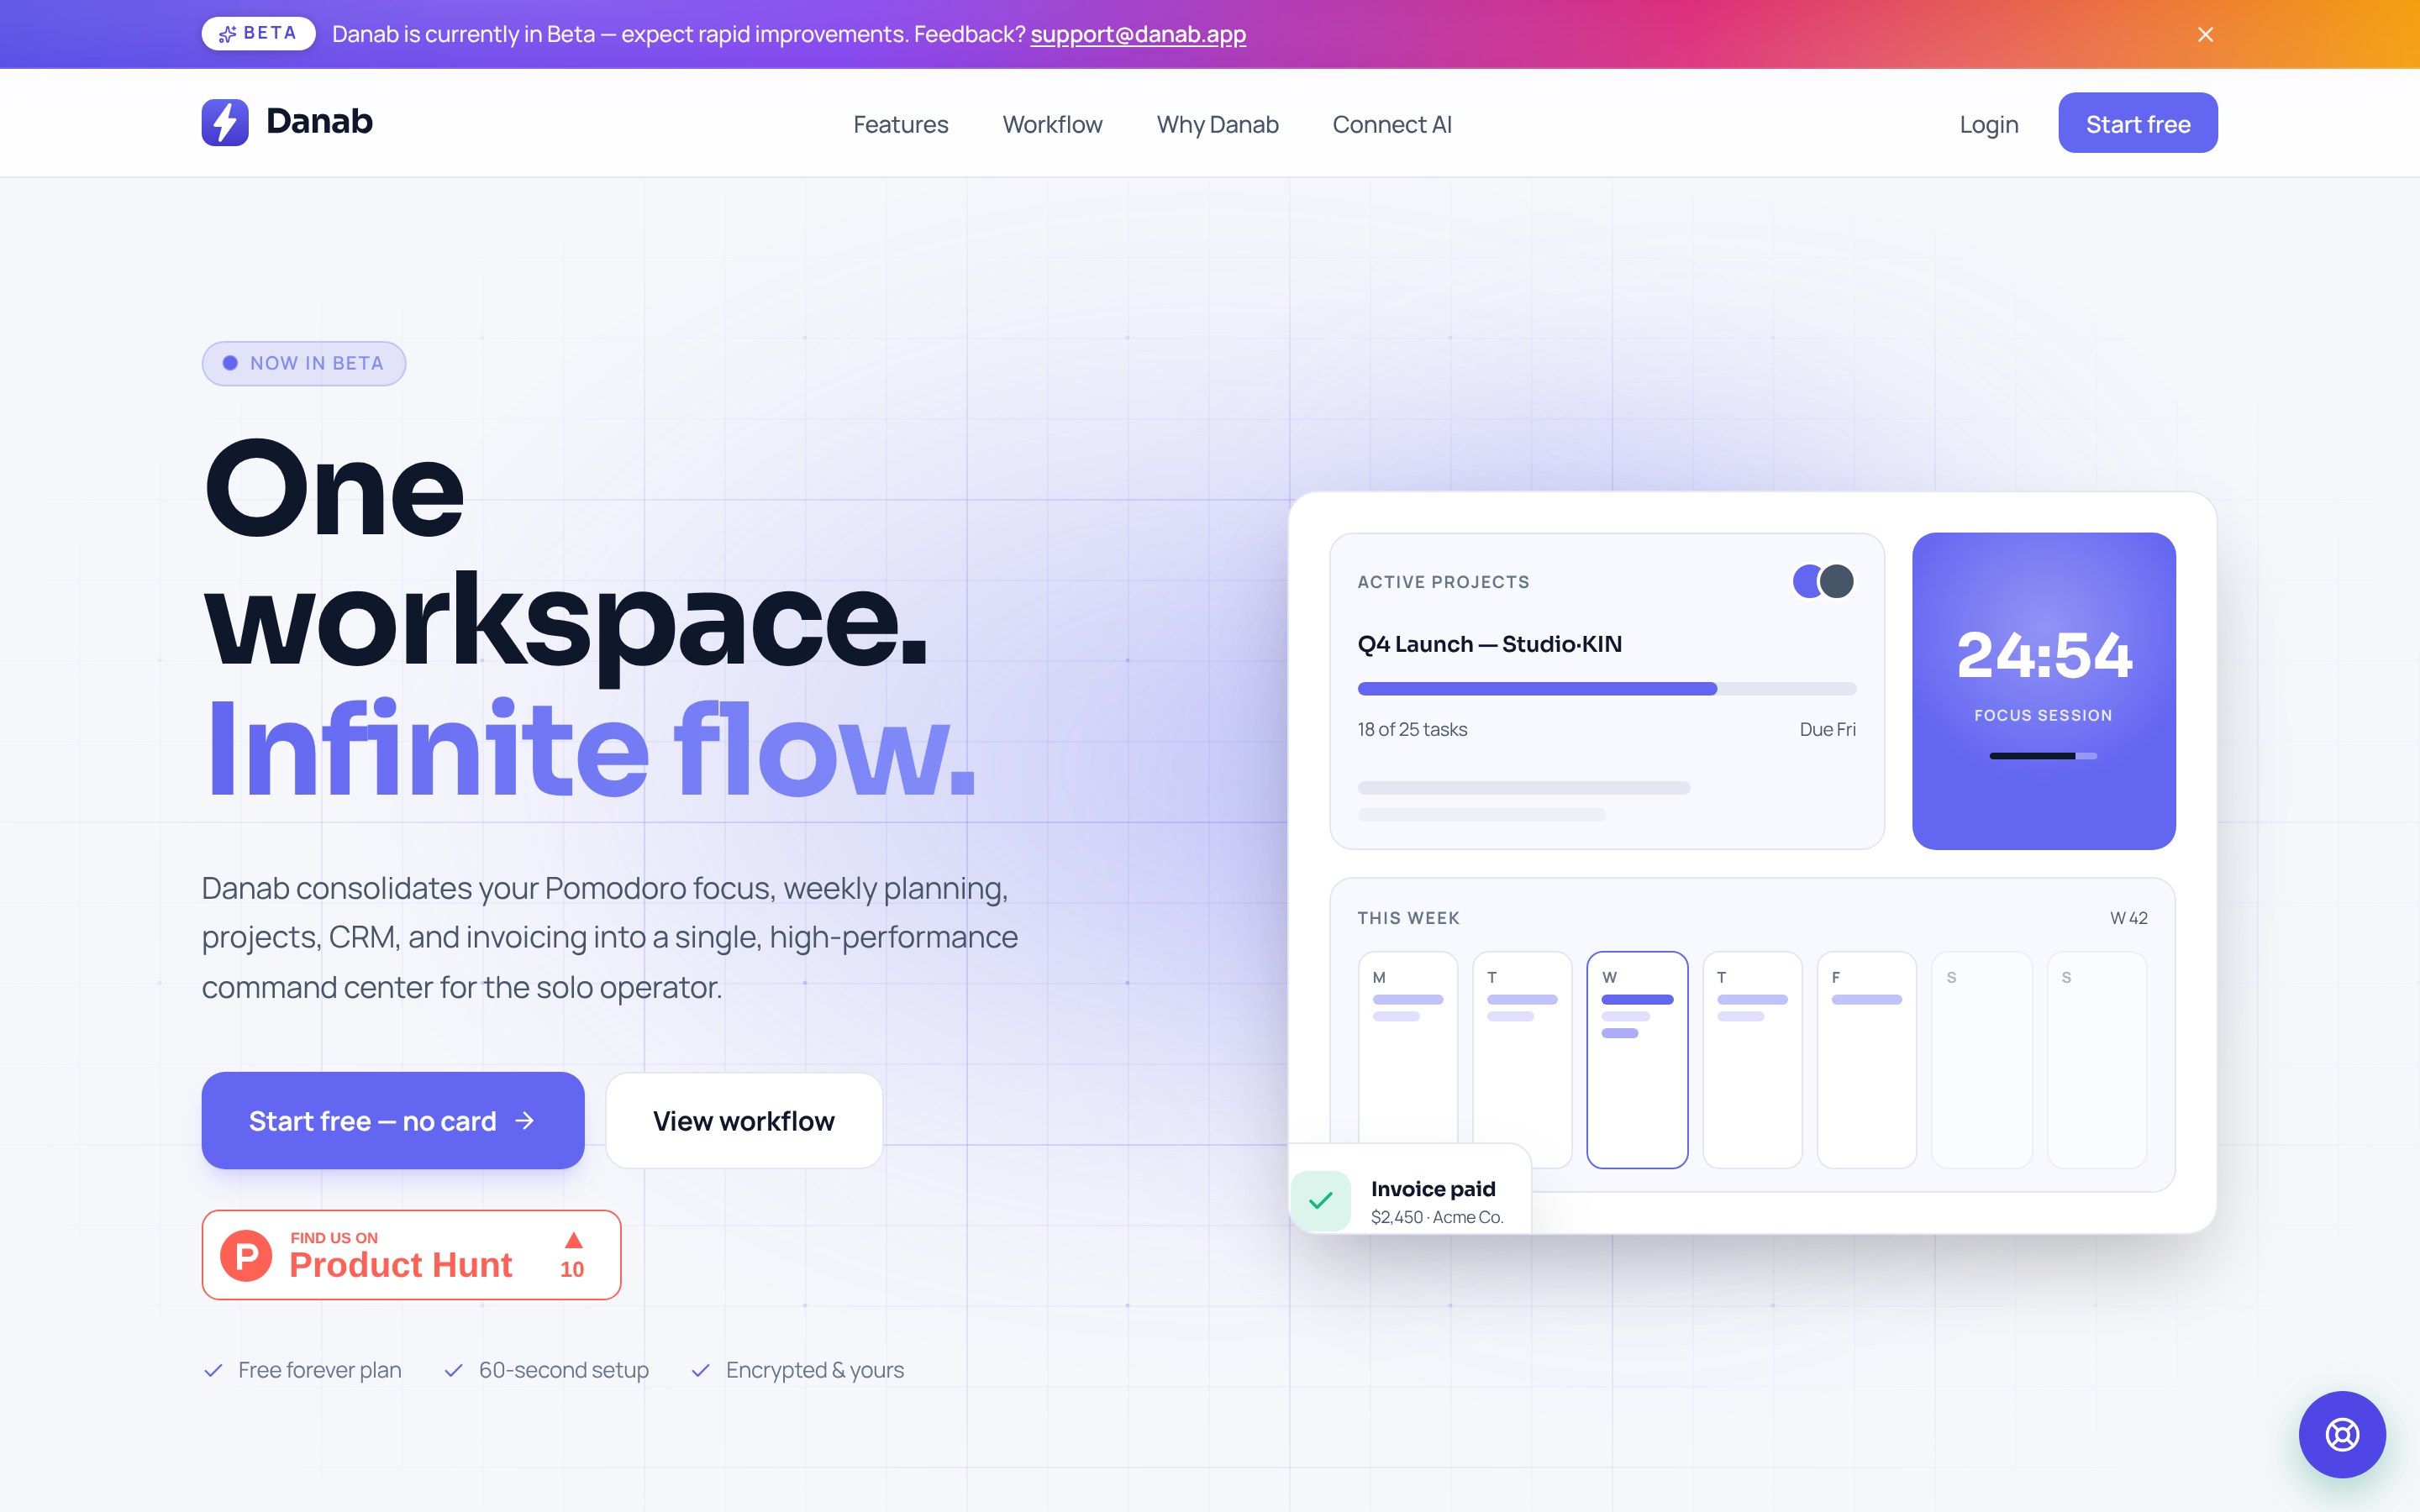 BETA
Danab is currently in Beta — expect rapid improvements. Feedback? support@danab.app
Danab
Features
Workflow
Why Danab
Connect AI
Login
Start free
NOW IN BETA
One
workspace.
Infinite flow.
Danab consolidates your Pomodoro focus, weekly planning,
projects, CRM, and invoicing into a single, high-performance
command center for the solo operator.
Start free — no card
View workflow
P
FIND US ON
Product Hunt
10
Free forever plan
60-second setup
Encrypted & yours
ACTIVE PROJECTS
Q4 Launch — Studio·KIN
18 of 25 tasks
Due Fri
24:54
FOCUS SESSION
THIS WEEK
W 42
M
T
W
T
F
S
S
Invoice paid
$2,450 · Acme Co.